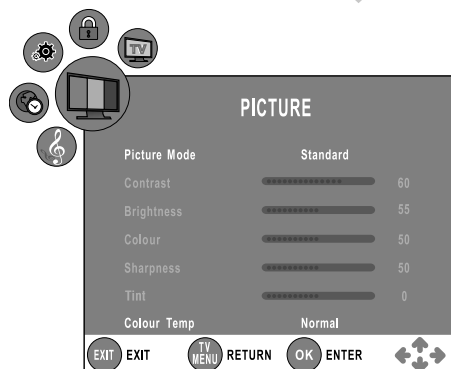 TV
PICTURE
Picture Mode Standard
Contrast 60
Brightness 55
Colour 50
Sharpness 50
Tint 0
Colour Temp Normal
EXIT EXIT TV MENU RETURN OK ENTER